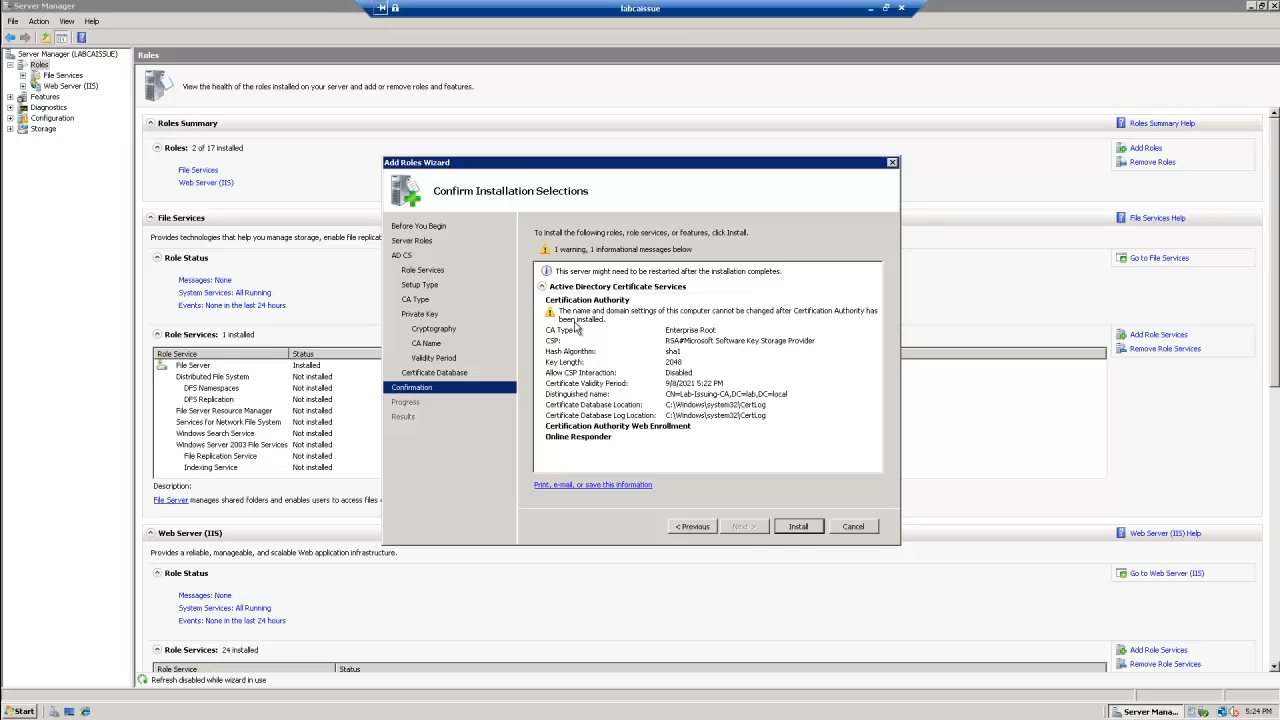 Server Manager
labcaissue
File Action View Help
Server Manager (LABCAISSUE)
Roles
File Services
Web Server (IIS)
Features
Diagnostics
Configuration
Storage
Roles
View the health of the roles installed on your server and add or remove roles and features.
Roles Summary
Roles Summary Help
Roles: 2 of 17 installed
Add Roles
Remove Roles
File Services
Web Server (IIS)
File Services
File Services Help
Provides technologies that help you manage storage, enable file replicat
Role Status
Go to File Services
Messages: None
System Services: All Running
Events: None in the last 24 hours
Role Services: 1 installed
Add Role Services
Remove Role Services
Role Service Status
File Server Installed
Distributed File System Not installed
DFS Namespaces Not installed
DFS Replication Not installed
File Server Resource Manager Not installed
Services for Network File System Not installed
Windows Search Service Not installed
Windows Server 2003 File Services Not installed
File Replication Service Not installed
Indexing Service Not installed
Description:
File Server manages shared folders and enables users to access files
Web Server (IIS)
Web Server (IIS) Help
Provides a reliable, manageable, and scalable Web application infrastructure.
Role Status
Go to Web Server (IIS)
Messages: None
System Services: All Running
Events: None in the last 24 hours
Role Services: 24 installed
Add Role Services
Remove Role Services
Role Service Status
Refresh disabled while wizard in use
Add Roles Wizard
Confirm Installation Selections
Before You Begin
Server Roles
AD CS
Role Services
Setup Type
CA Type
Private Key
Cryptography
CA Name
Validity Period
Certificate Database
Confirmation
Progress
Results
To install the following roles, role services, or features, click Install.
1 warning, 1 informational messages below
This server might need to be restarted after the installation completes.
Active Directory Certificate Services
Certification Authority
The name and domain settings of this computer cannot be changed after Certification Authority has
been installed.
CA Type: Enterprise Root
CSP: RSA#Microsoft Software Key Storage Provider
Hash Algorithm: sha1
Key Length: 2048
Allow CSP Interaction: Disabled
Certificate Validity Period: 9/8/2021 5:22 PM
Distinguished name: CN=Lab-Issuing-CA,DC=lab,DC=local
Certificate Database Location: C:\Windows\system32\CertLog
Certificate Database Log Location: C:\Windows\system32\CertLog
Certification Authority Web Enrollment
Online Responder
Print, e-mail, or save this information
< Previous Next > Install Cancel
Start
Server Mana...
5:24 PM